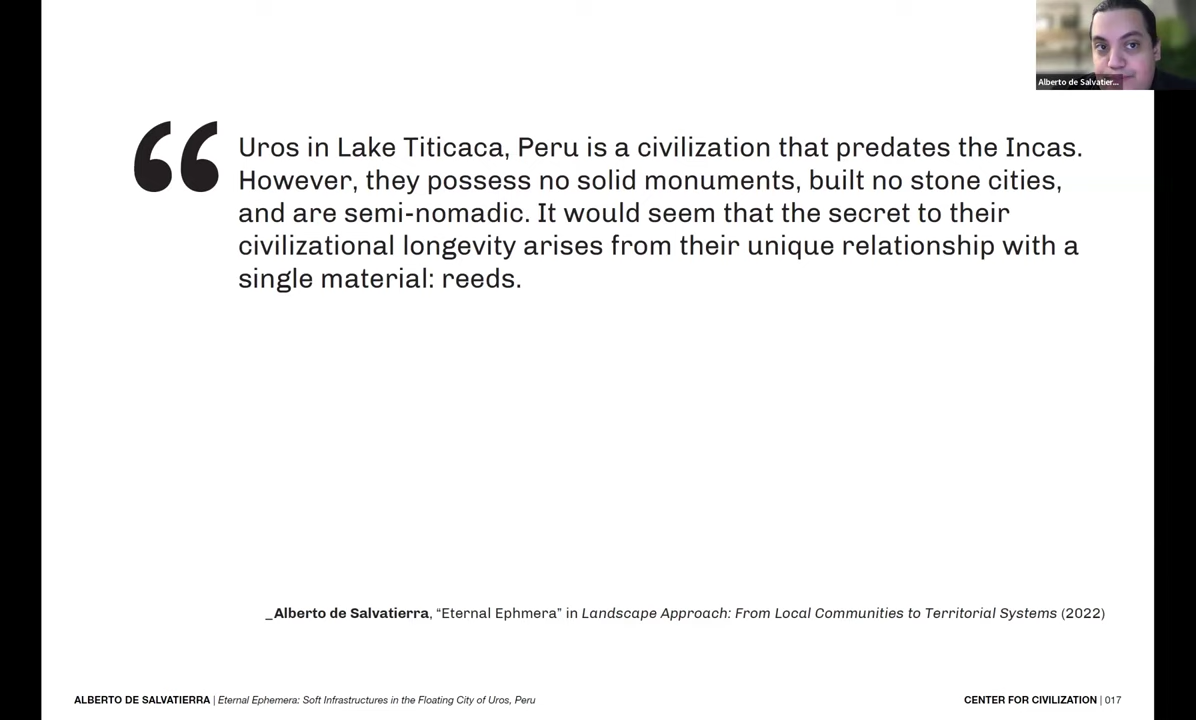 Alberto de Salvatier...
“
Uros in Lake Titicaca, Peru is a civilization that predates the Incas.
However, they possess no solid monuments, built no stone cities,
and are semi-nomadic. It would seem that the secret to their
civilizational longevity arises from their unique relationship with a
single material: reeds.
_Alberto de Salvatierra, “Eternal Ephmera” in Landscape Approach: From Local Communities to Territorial Systems (2022)
ALBERTO DE SALVATIERRA | Eternal Ephemera: Soft Infrastructures in the Floating City of Uros, Peru
CENTER FOR CIVILIZATION | 017